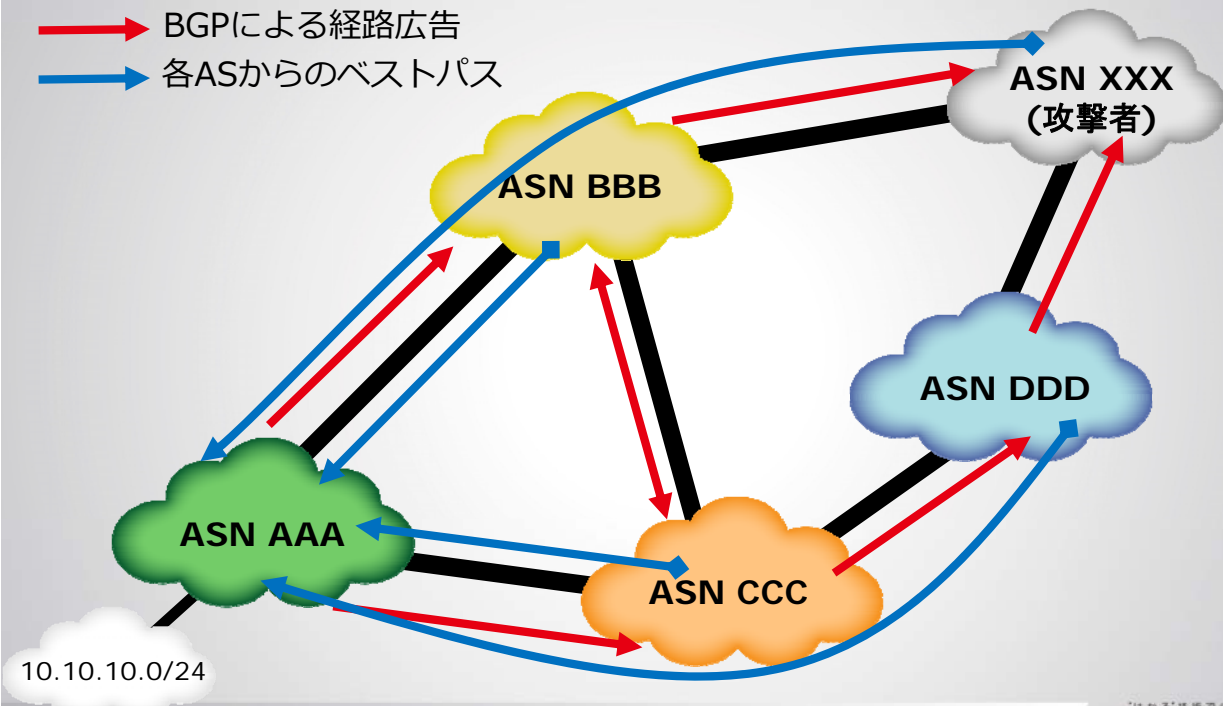 BGPによる経路広告
各ASからのベストパス
ASN XXX
(攻撃者)
ASN BBB
ASN DDD
ASN AAA
ASN CCC
10.10.10.0/24